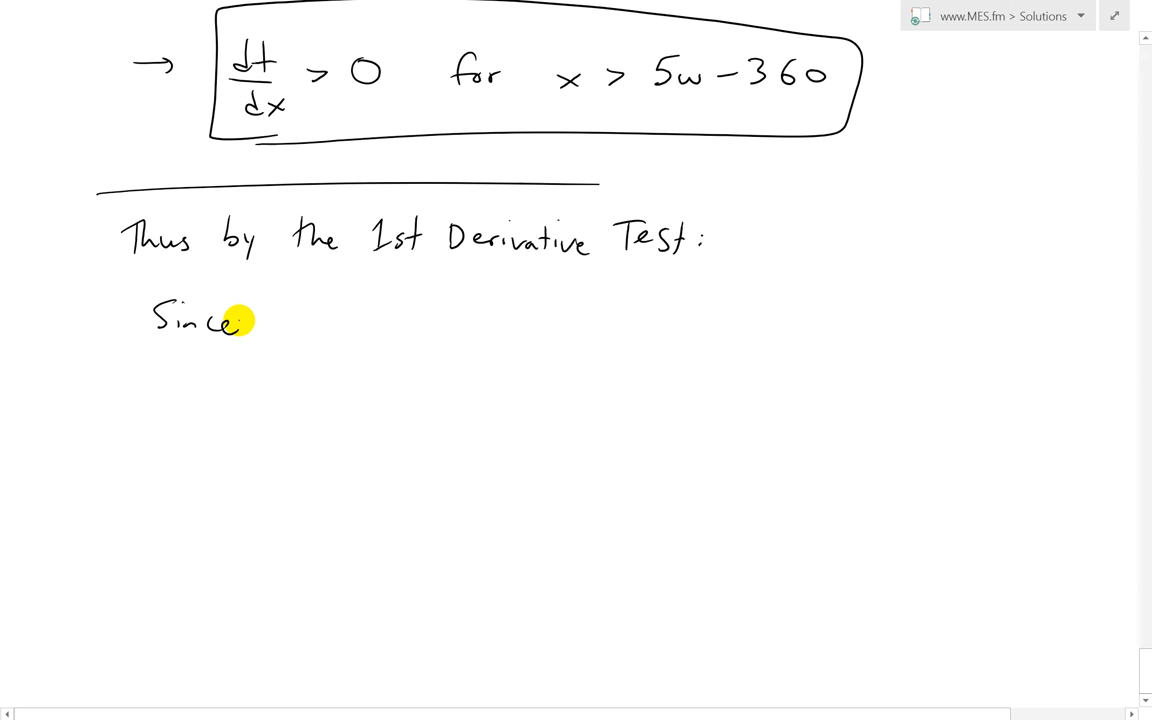 www.MES.fm > Solutions
→ dt/dx > 0 for x > 5w - 360
Thus by the 1st Derivative Test:
Since